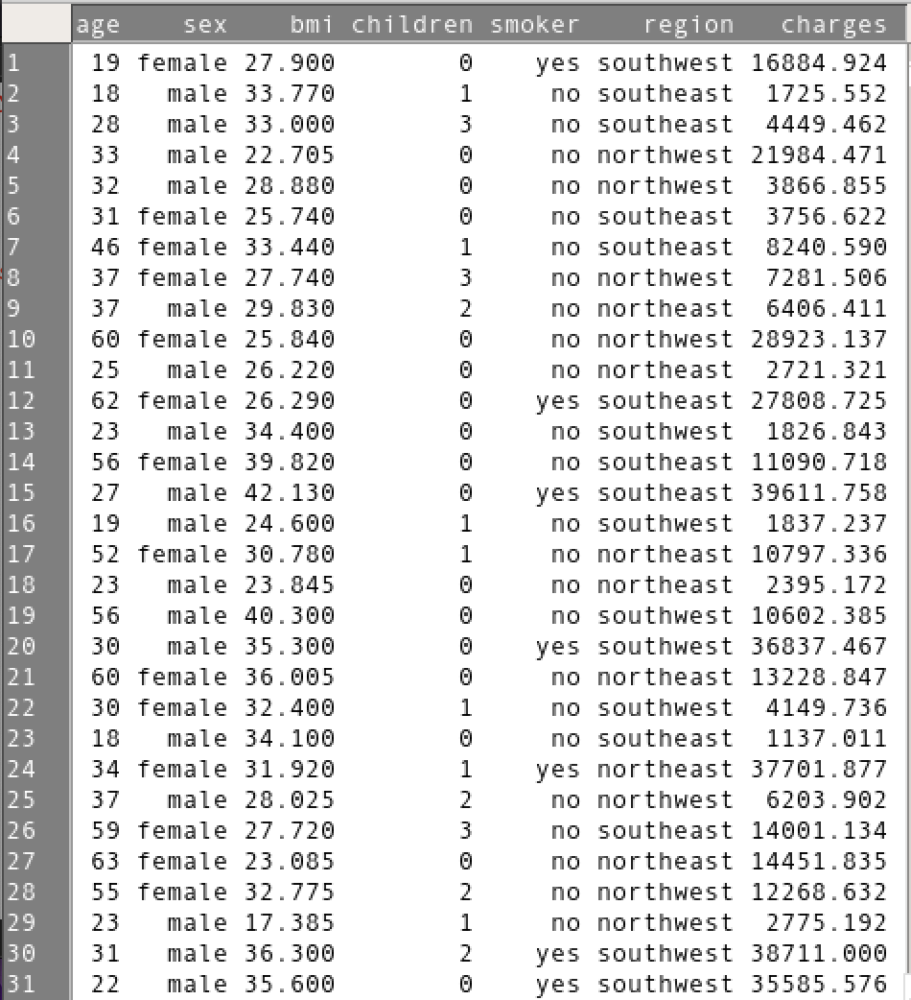 age sex bmi children smoker region charges
1 19 female 27.900 0 yes southwest 16884.924
2 18 male 33.770 1 no southeast 1725.552
3 28 male 33.000 3 no southeast 4449.462
4 33 male 22.705 0 no northwest 21984.471
5 32 male 28.880 0 no northwest 3866.855
6 31 female 25.740 0 no southeast 3756.622
7 46 female 33.440 1 no southeast 8240.590
8 37 female 27.740 3 no northwest 7281.506
9 37 male 29.830 2 no northeast 6406.411
10 60 female 25.840 0 no northwest 28923.137
11 25 male 26.220 0 no northeast 2721.321
12 62 female 26.290 0 yes southeast 27808.725
13 23 male 34.400 0 no southwest 1826.843
14 56 female 39.820 0 no southeast 11090.718
15 27 male 42.130 0 yes southeast 39611.758
16 19 male 24.600 1 no southwest 1837.237
17 52 female 30.780 1 no northeast 10797.336
18 23 male 23.845 0 no northeast 2395.172
19 56 male 40.300 0 no southwest 10602.385
20 30 male 35.300 0 yes southwest 36837.467
21 60 female 36.005 0 no northeast 13228.847
22 30 female 32.400 1 no southwest 4149.736
23 18 male 34.100 0 no southeast 1137.011
24 34 female 31.920 1 yes northeast 37701.877
25 37 male 28.025 2 no northwest 6203.902
26 59 female 27.720 3 no southeast 14001.134
27 63 female 23.085 0 no northeast 14451.835
28 55 female 32.775 2 no northwest 12268.632
29 23 male 17.385 1 no northwest 2775.192
30 31 male 36.300 2 yes southwest 38711.000
31 22 male 35.600 0 yes southwest 35585.576